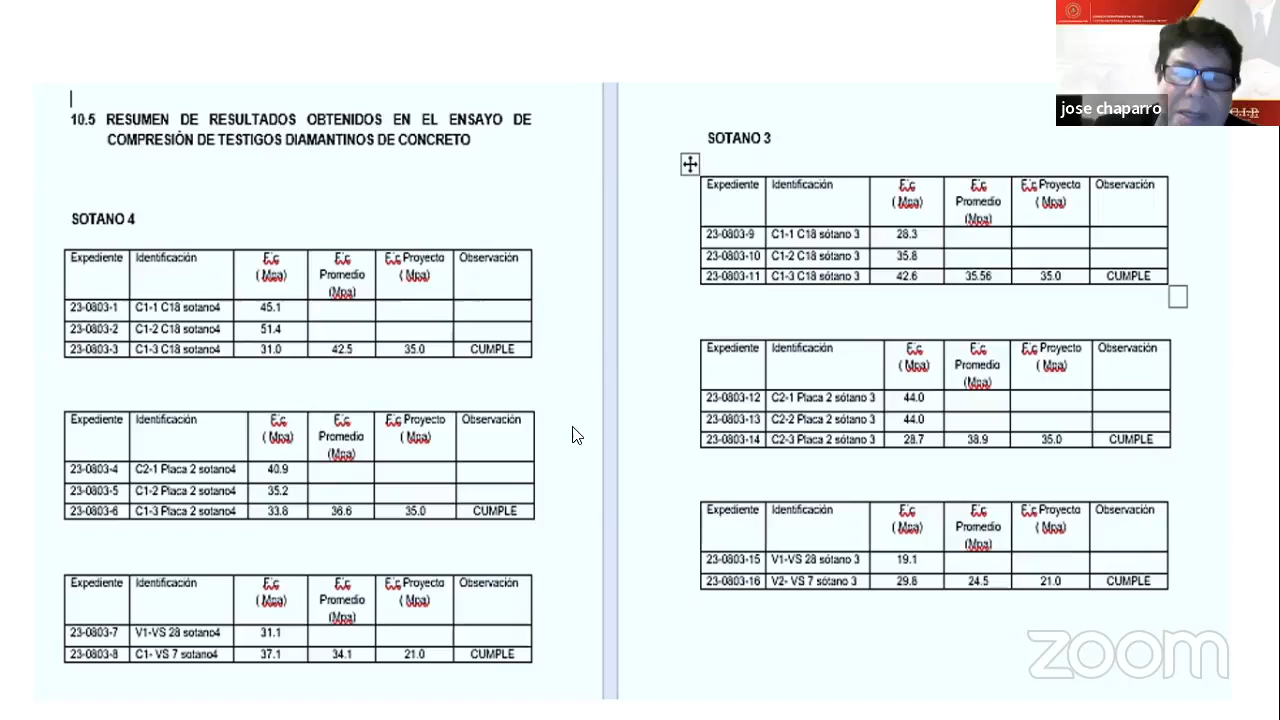 jose chaparro
C.I.P.
10.5 RESUMEN DE RESULTADOS OBTENIDOS EN EL ENSAYO DE
COMPRESIÓN DE TESTIGOS DIAMANTINOS DE CONCRETO
SOTANO 4
Expediente Identificación F´c (Mpa) F´c Promedio (Mpa) F´c Proyecto (Mpa) Observación
23-0803-1 C1-1 C18 sotano4 45.1
23-0803-2 C1-2 C18 sotano4 51.4
23-0803-3 C1-3 C18 sotano4 31.0 42.5 35.0 CUMPLE
Expediente Identificación F´c (Mpa) F´c Promedio (Mpa) F´c Proyecto (Mpa) Observación
23-0803-4 C2-1 Placa 2 sotano4 40.9
23-0803-5 C1-2 Placa 2 sotano4 35.2
23-0803-6 C1-3 Placa 2 sotano4 33.8 36.6 35.0 CUMPLE
Expediente Identificación F´c (Mpa) F´c Promedio (Mpa) F´c Proyecto (Mpa) Observación
23-0803-7 V1-VS 28 sotano4 31.1
23-0803-8 C1- VS 7 sotano4 37.1 34.1 21.0 CUMPLE
SOTANO 3
Expediente Identificación F´c (Mpa) F´c Promedio (Mpa) F´c Proyecto (Mpa) Observación
23-0803-9 C1-1 C18 sótano 3 28.3
23-0803-10 C1-2 C18 sótano 3 35.8
23-0803-11 C1-3 C18 sótano 3 42.6 35.56 35.0 CUMPLE
Expediente Identificación F´c (Mpa) F´c Promedio (Mpa) F´c Proyecto (Mpa) Observación
23-0803-12 C2-1 Placa 2 sótano 3 44.0
23-0803-13 C2-2 Placa 2 sótano 3 44.0
23-0803-14 C2-3 Placa 2 sótano 3 28.7 38.9 35.0 CUMPLE
Expediente Identificación F´c (Mpa) F´c Promedio (Mpa) F´c Proyecto (Mpa) Observación
23-0803-15 V1-VS 28 sótano 3 19.1
23-0803-16 V2- VS 7 sótano 3 29.8 24.5 21.0 CUMPLE
zoom